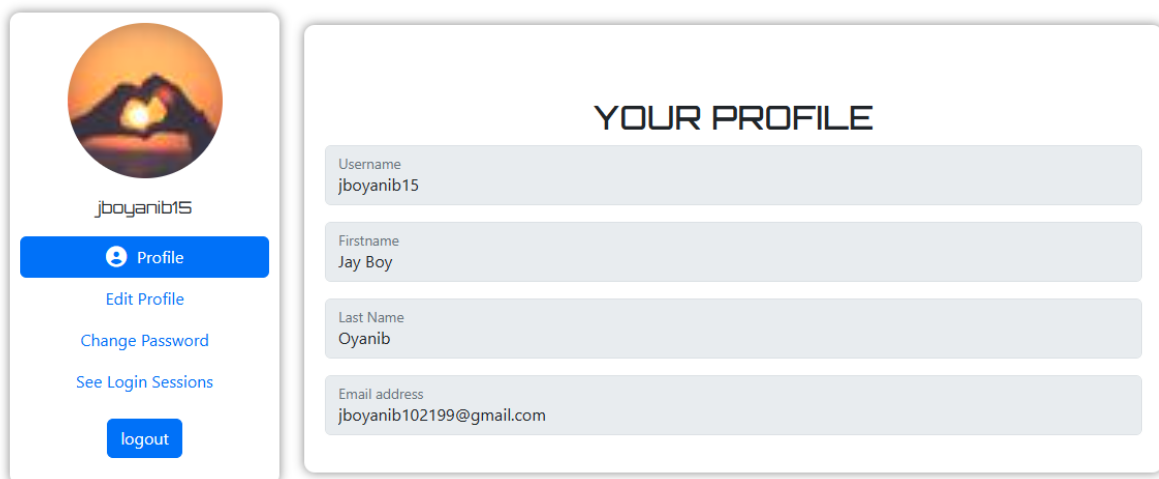 jboyanib15
Profile
Edit Profile
Change Password
See Login Sessions
logout
YOUR PROFILE
Username
jboyanib15
Firstname
Jay Boy
Last Name
Oyanib
Email address
jboyanib102199@gmail.com